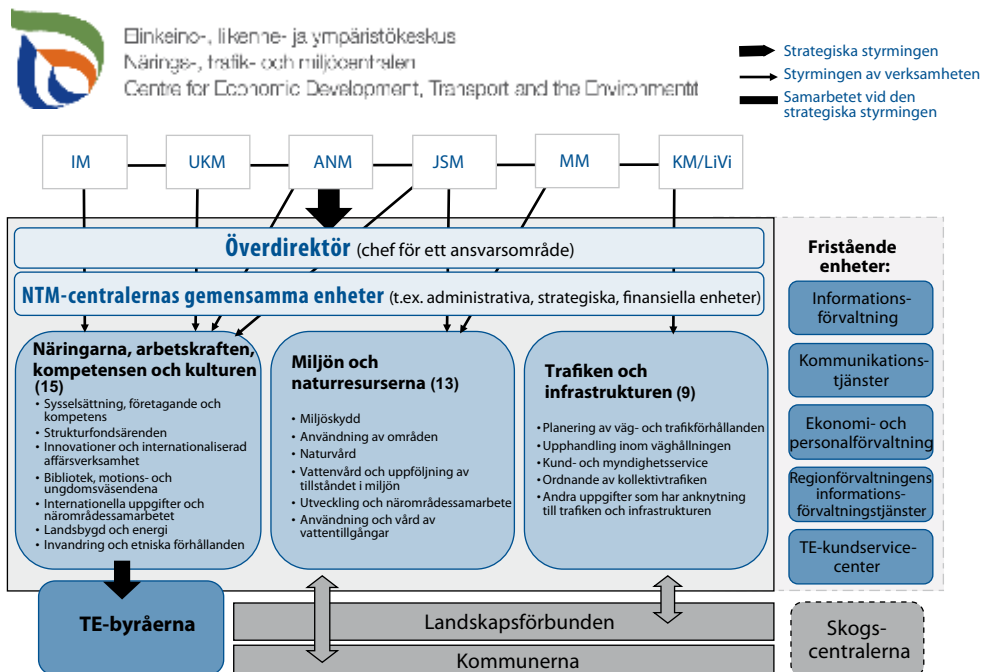 Elinkeino-, liikenne- ja ympäristökeskus
Närings-, trafik- och miljöcentralen
Centre for Economic Development, Transport and the Environmentit
Strategiska styrmingen
Styrmingen av verksamheten
Samarbetet vid den
strategiska styrmingen
IM
UKM
ANM
JSM
MM
KM/LiVi
Överdirektör (chef för ett ansvarsområde)
NTM-centralernas gemensamma enheter (t.ex. administrativa, strategiska, finansiella enheter)
Näringarna, arbetskraften,
kompetensen och kulturen
(15)
• Sysselsättning, företagande och
kompetens
• Strukturfondsärenden
• Innovationer och internationaliserad
affärsverksamhet
• Bibliotek, motions- och
ungdomsväsendena
• Internationella uppgifter och
närområdessamarbetet
• Landsbygd och energi
• Invandring och etniska förhållanden
Miljön och
naturresurserna (13)
• Miljöskydd
• Användning av områden
• Naturvård
• Vattenvård och uppföljning av
tillståndet i miljön
• Utveckling och närområdessamarbete
• Användning och vård av
vattentillgångar
Trafiken och
infrastrukturen (9)
• Planering av väg- och trafikförhållanden
• Upphandling inom väghållningen
• Kund- och myndighetsservice
• Ordnande av kollektivtrafiken
• Andra uppgifter som har anknytning
till trafiken och infrastrukturen
Fristående
enheter:
Informations-
förvaltning
Kommunikations-
tjänster
Ekonomi- och
personalförvaltning
Regionförvaltningens
informations-
förvaltningstjänster
TE-kundservice-
center
TE-byråerna
Landskapsförbunden
Kommunerna
Skogs-
centralerna